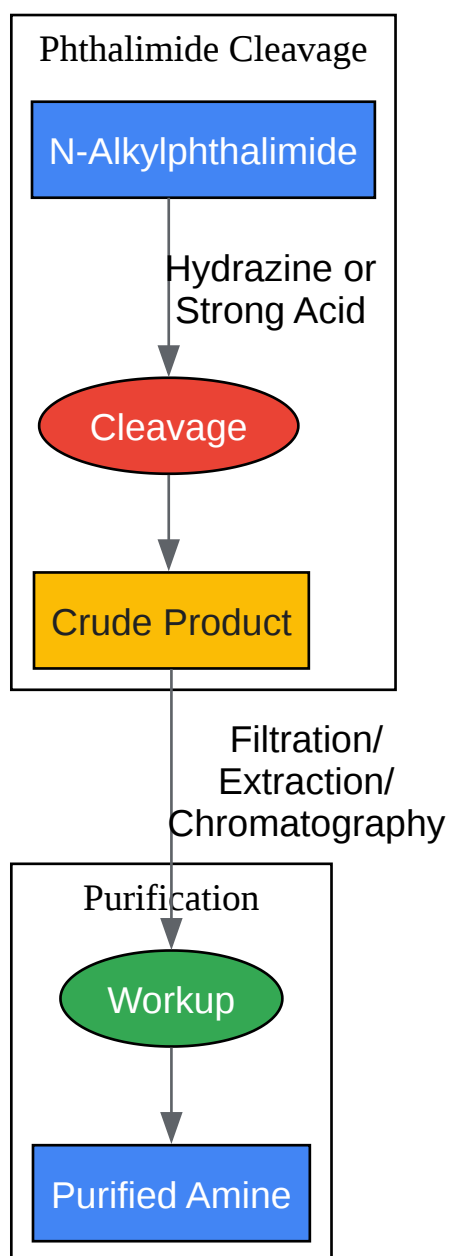 Phthalimide Cleavage
N-Alkylphthalimide
Hydrazine or
Strong Acid
Cleavage
Crude Product
Filtration/
Extraction/
Chromatography
Purification
Workup
Purified Amine